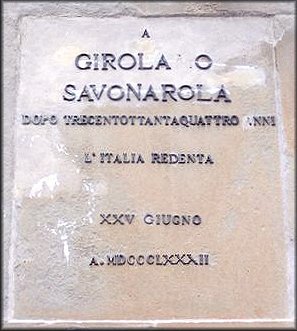 A
GIROLAMO
SAVONAROLA
DOPO TRECENTOTTANTAQUATTRO ANNI
L'ITALIA REDENTA
XXV GIUGNO
A. MDCCCLXXXII